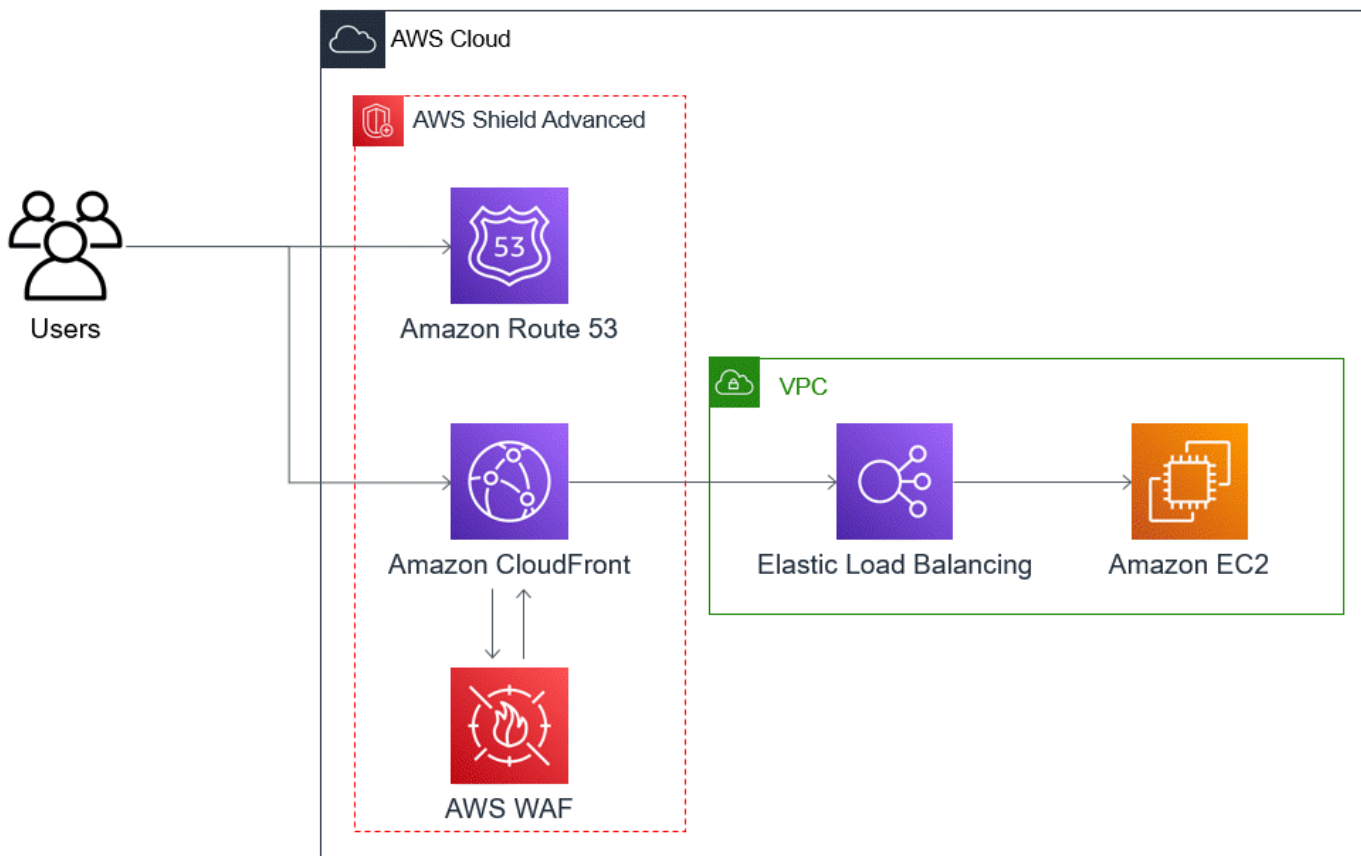 AWS Cloud
AWS Shield Advanced
53
Users
Amazon Route 53
VPC
Amazon CloudFront
Elastic Load Balancing
Amazon EC2
AWS WAF